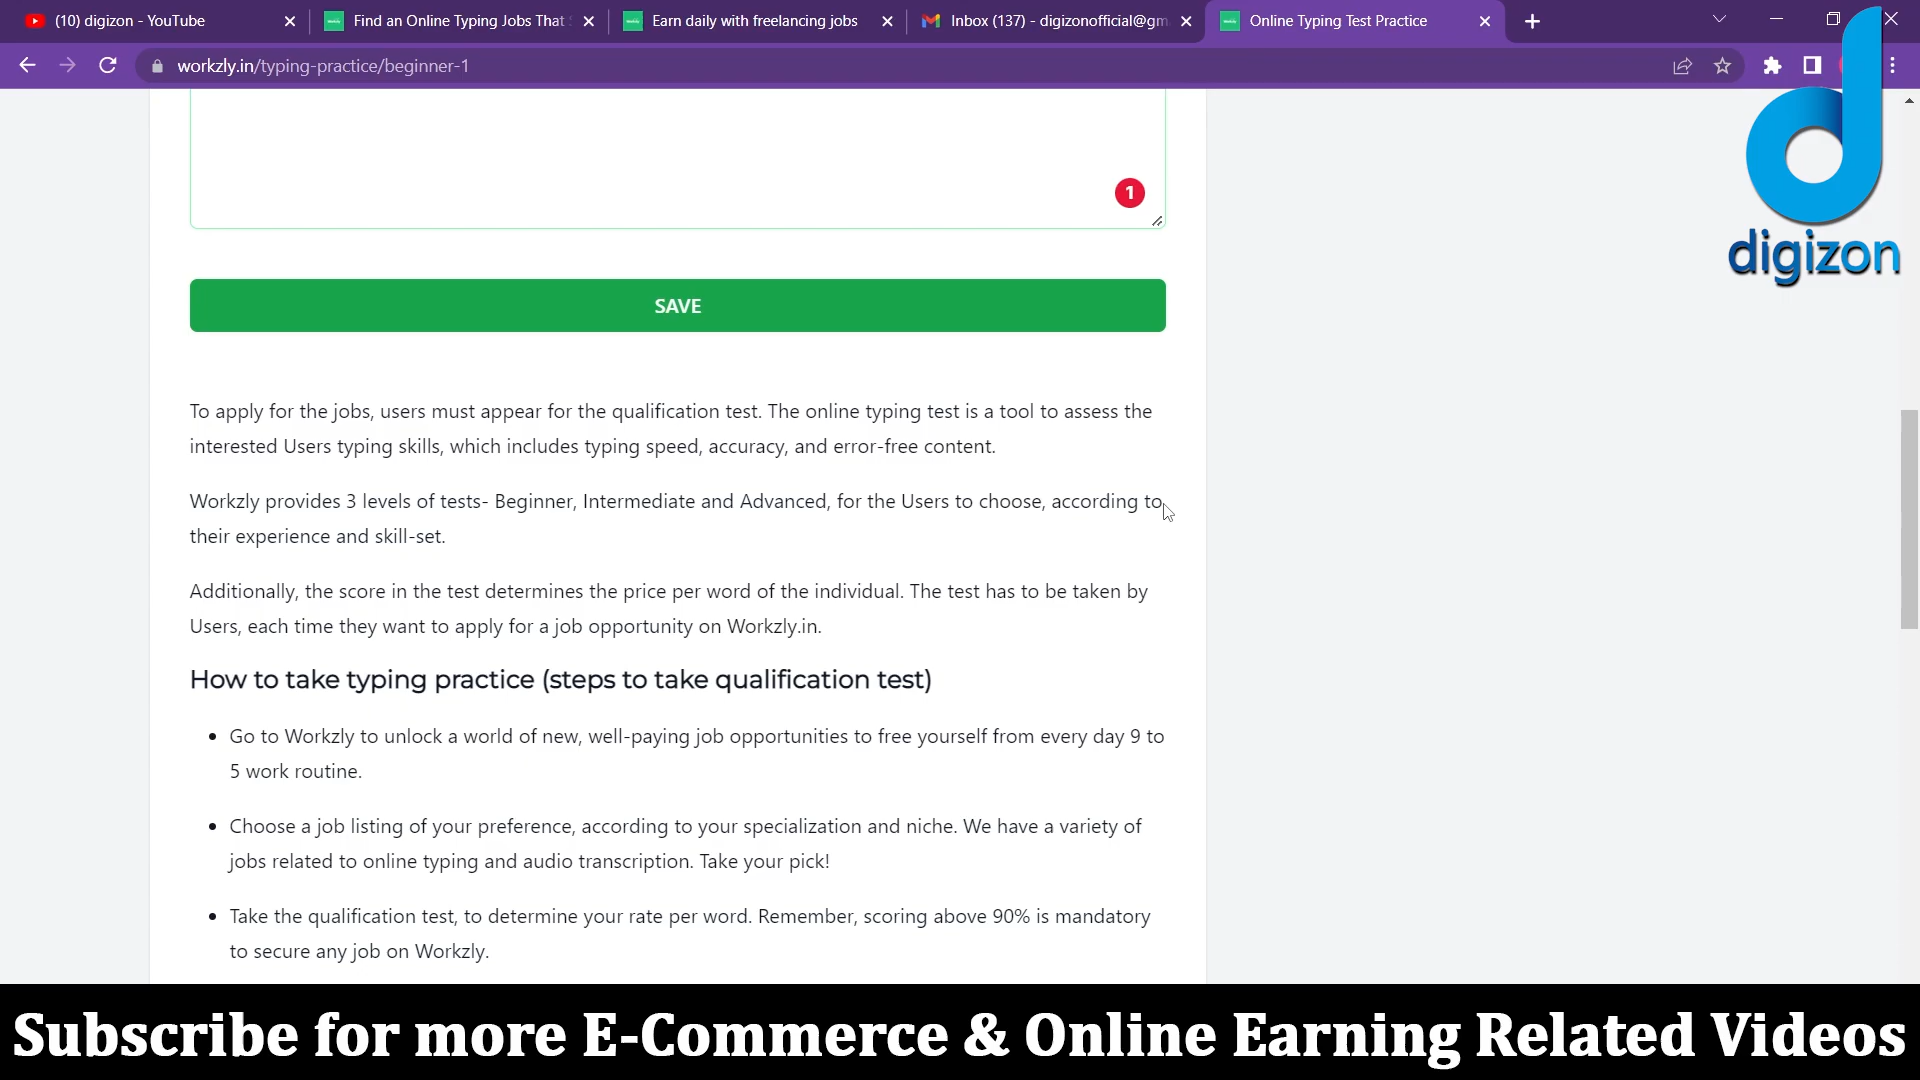 (10) digizon - YouTube
Find an Online Typing Jobs That
Earn daily with freelancing jobs
Inbox (137) - digizonofficial@gm
Online Typing Test Practice
workzly.in/typing-practice/beginner-1
digizon
1
SAVE
To apply for the jobs, users must appear for the qualification test. The online typing test is a tool to assess the
interested Users typing skills, which includes typing speed, accuracy, and error-free content.
Workzly provides 3 levels of tests- Beginner, Intermediate and Advanced, for the Users to choose, according to
their experience and skill-set.
Additionally, the score in the test determines the price per word of the individual. The test has to be taken by
Users, each time they want to apply for a job opportunity on Workzly.in.
How to take typing practice (steps to take qualification test)
• Go to Workzly to unlock a world of new, well-paying job opportunities to free yourself from every day 9 to
5 work routine.
• Choose a job listing of your preference, according to your specialization and niche. We have a variety of
jobs related to online typing and audio transcription. Take your pick!
• Take the qualification test, to determine your rate per word. Remember, scoring above 90% is mandatory
to secure any job on Workzly.
Subscribe for more E-Commerce & Online Earning Related Videos